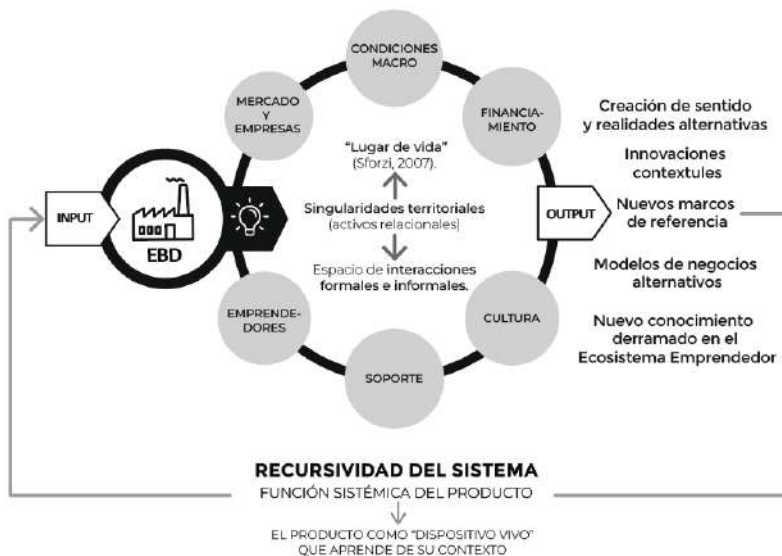 CONDICIONES
MACRO
MERCADO
Y
EMPRESAS
FINANCIA-
MIENTO
"Lugar de vida"
(Sforzi, 2007).
Singularidades territoriales
(activos relacionales)
Espacio de interacciones
formales e informales.
INPUT
EBD
OUTPUT
EMPRENDE-
DORES
CULTURA
SOPORTE
Creación de sentido
y realidades alternativas
Innovaciones
contextules
Nuevos marcos
de referencia
Modelos de negocios
alternativos
Nuevo conocimiento
derramado en el
Ecosistema Emprendedor
RECURSIVIDAD DEL SISTEMA
FUNCIÓN SISTÉMICA DEL PRODUCTO
EL PRODUCTO COMO "DISPOSITIVO VIVO"
QUE APRENDE DE SU CONTEXTO